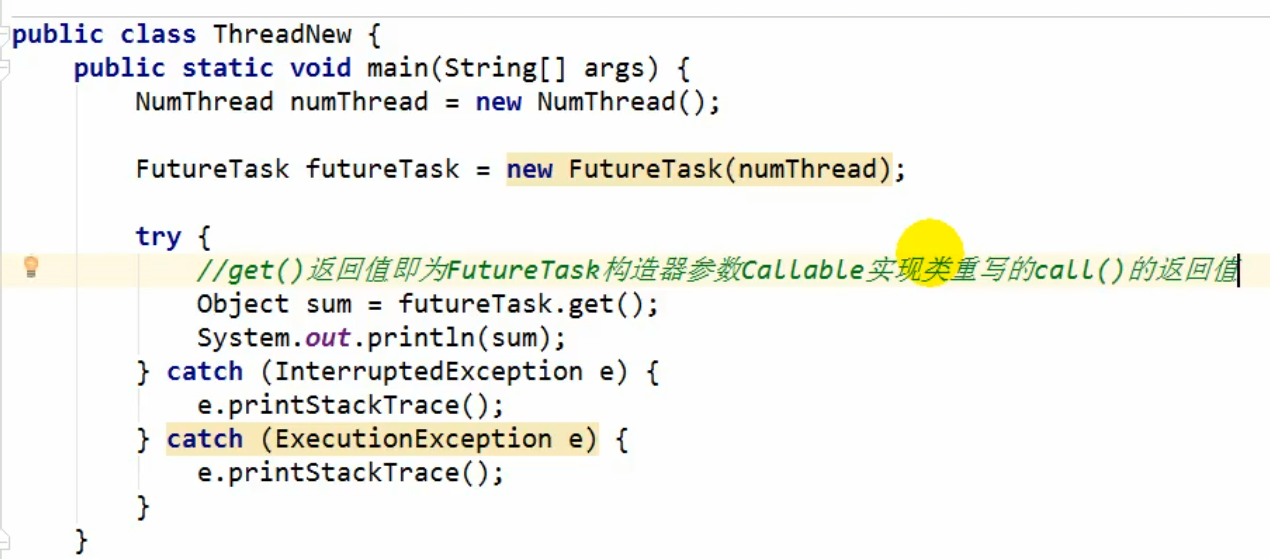 public class ThreadNew {
public static void main(String[] args) {
NumThread numThread = new NumThread();
FutureTask futureTask = new FutureTask(numThread);
try {
//get()返回值即为FutureTask构造器参数Callable实现类重写的call()的返回值
Object sum = futureTask.get();
System.out.println(sum);
} catch (InterruptedException e) {
e.printStackTrace();
} catch (ExecutionException e) {
e.printStackTrace();
}
}